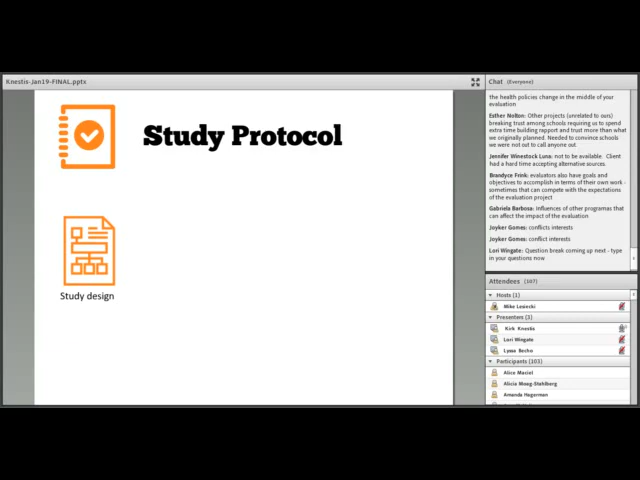 Knestis-Jan19-FINAL.pptx
Study Protocol
Study design
Chat (Everyone)
the health policies change in the middle of your
evaluation
Esther Nolton: Other projects (unrelated to ours)
breaking trust among schools requiring us to spend
extra time building rapport and trust more than what
we originally planned. Needed to convince schools
we were not out to call anyone out
Jennifer Winestock Luna: not to be available. Client
had a hard time accepting alternative sources.
Brandyce Frink: evaluators also have goals and
objectives to accomplish in terms of their own work -
sometimes that can compete with the expectations
of the evaluation project
Gabriela Barbosa: Influences of other programas that
can affect the impact of the evaluation
Joyker Gomes: conflicts interests
Joyker Gomes: conflict interests
Lori Wingate: Question break coming up next - type
in your questions now
Attendees (107)
Hosts (1)
Mike Lesiecki
Presenters (3)
Kirk Knestis
Lori Wingate
Lyssa Becho
Participants (103)
Alice Maciel
Alicia Moag-Stahlberg
Amanda Hagerman